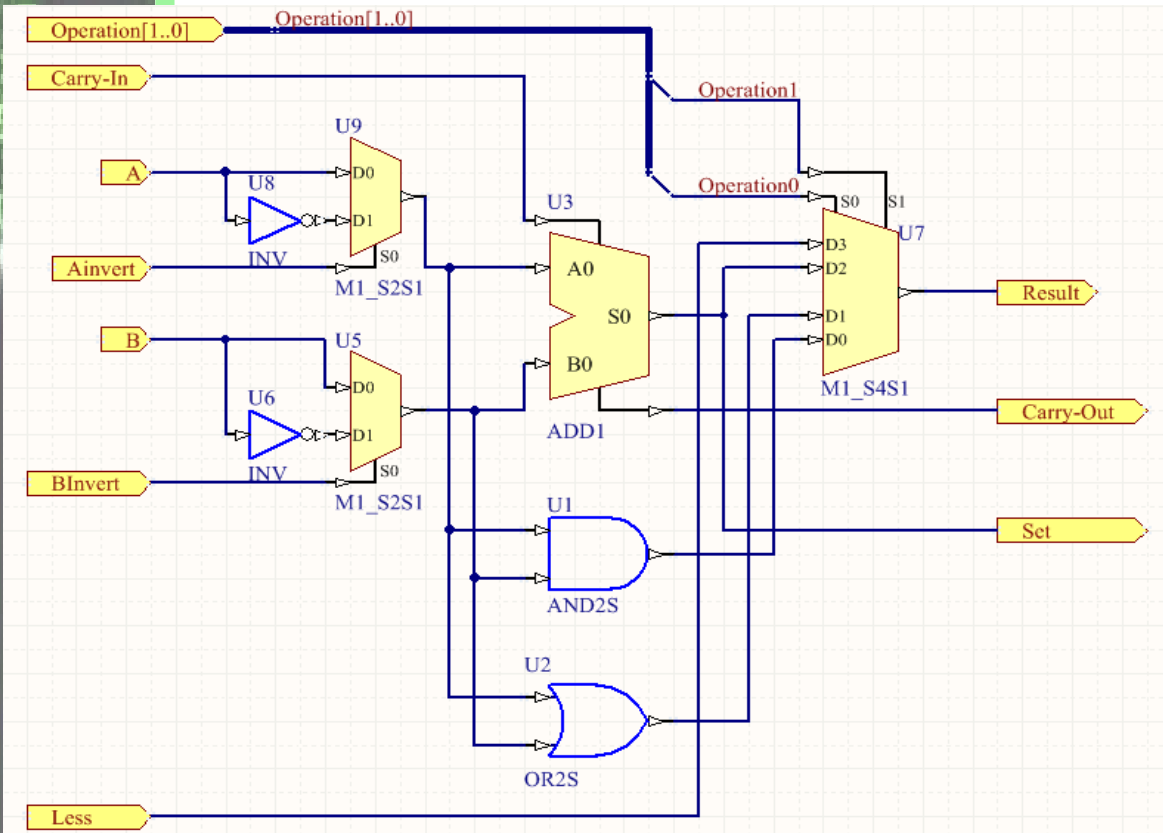 Operation[1..0]
Operation[1..0]
Carry-In
Operation1
U9
A
D0
U8
Operation0
S0
S1
U3
D1
U7
INV
S0
D3
Ainvert
A0
D2
M1_S2S1
Result
S0
D1
B
U5
D0
B0
D0
M1_S4S1
U6
Carry-Out
D1
ADD1
INV
S0
BInvert
M1_S2S1
U1
Set
AND2S
U2
OR2S
Less